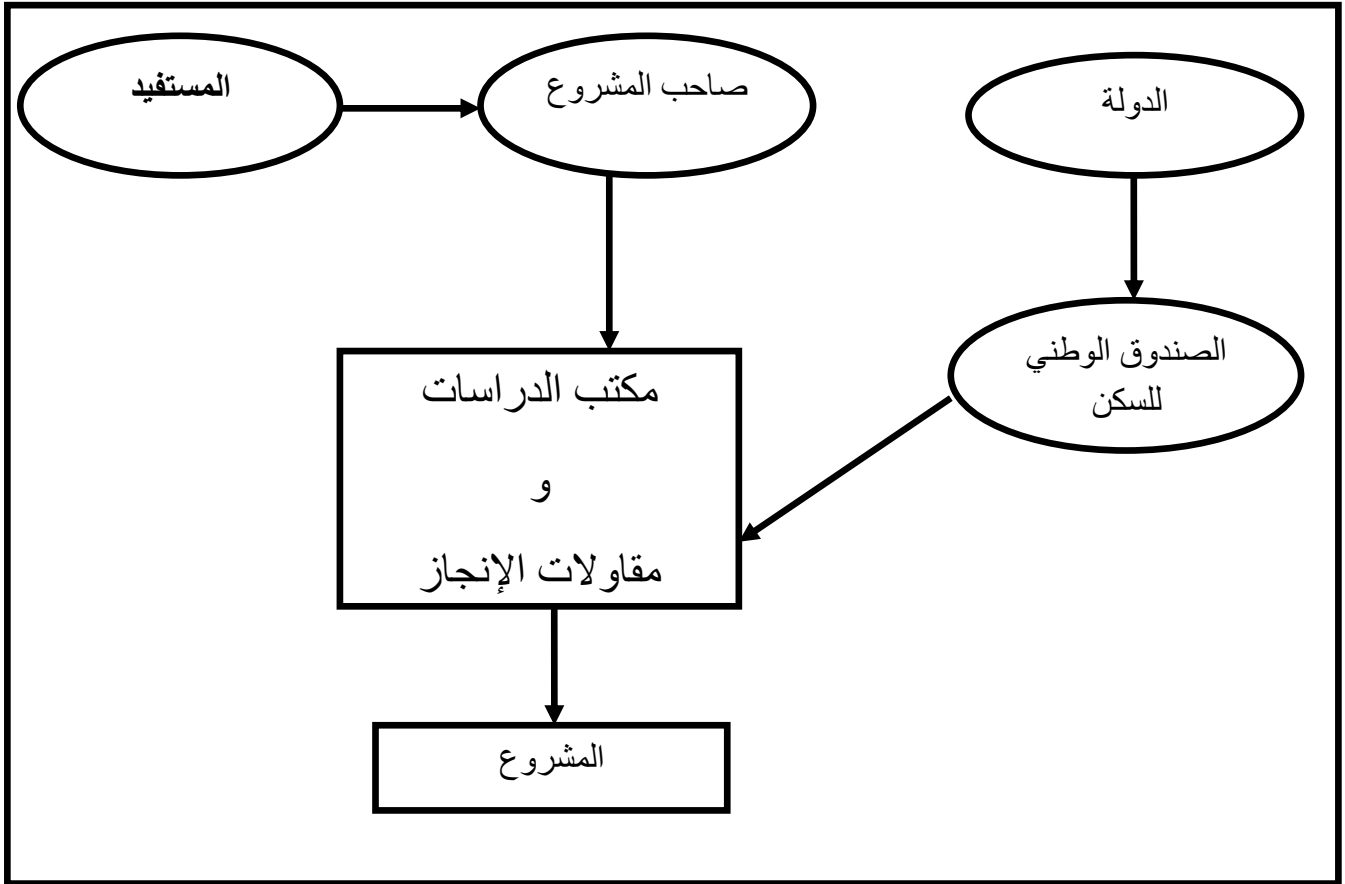 الدولة
صاحب المشروع
المستفيد
الصندوق الوطني
للسكن
مكتب الدراسات
و
مقاولات الإنجاز
المشروع